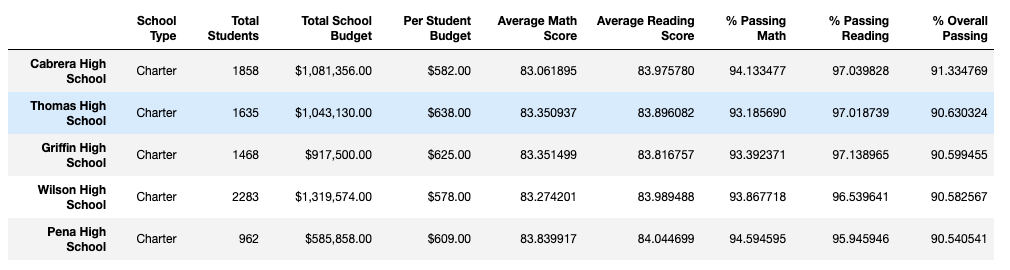 School Type Total Students Total School Budget Per Student Budget Average Math Score Average Reading Score % Passing Math % Passing Reading % Overall Passing
Cabrera High School Charter 1858 $1,081,356.00 $582.00 83.061895 83.975780 94.133477 97.039828 91.334769
Thomas High School Charter 1635 $1,043,130.00 $638.00 83.350937 83.896082 93.185690 97.018739 90.630324
Griffin High School Charter 1468 $917,500.00 $625.00 83.351499 83.816757 93.392371 97.138965 90.599455
Wilson High School Charter 2283 $1,319,574.00 $578.00 83.274201 83.989488 93.867718 96.539641 90.582567
Pena High School Charter 962 $585,858.00 $609.00 83.839917 84.044699 94.594595 95.945946 90.540541